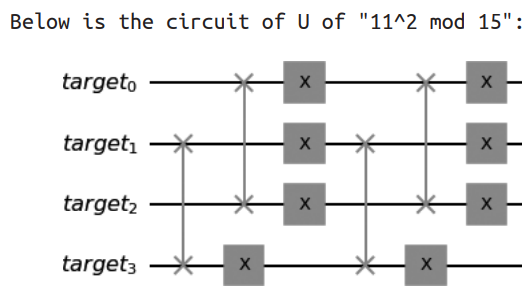 Below is the circuit of U of "11^2 mod 15":
target₀ X X
target₁ X X
target₂ X X
target₃ X X